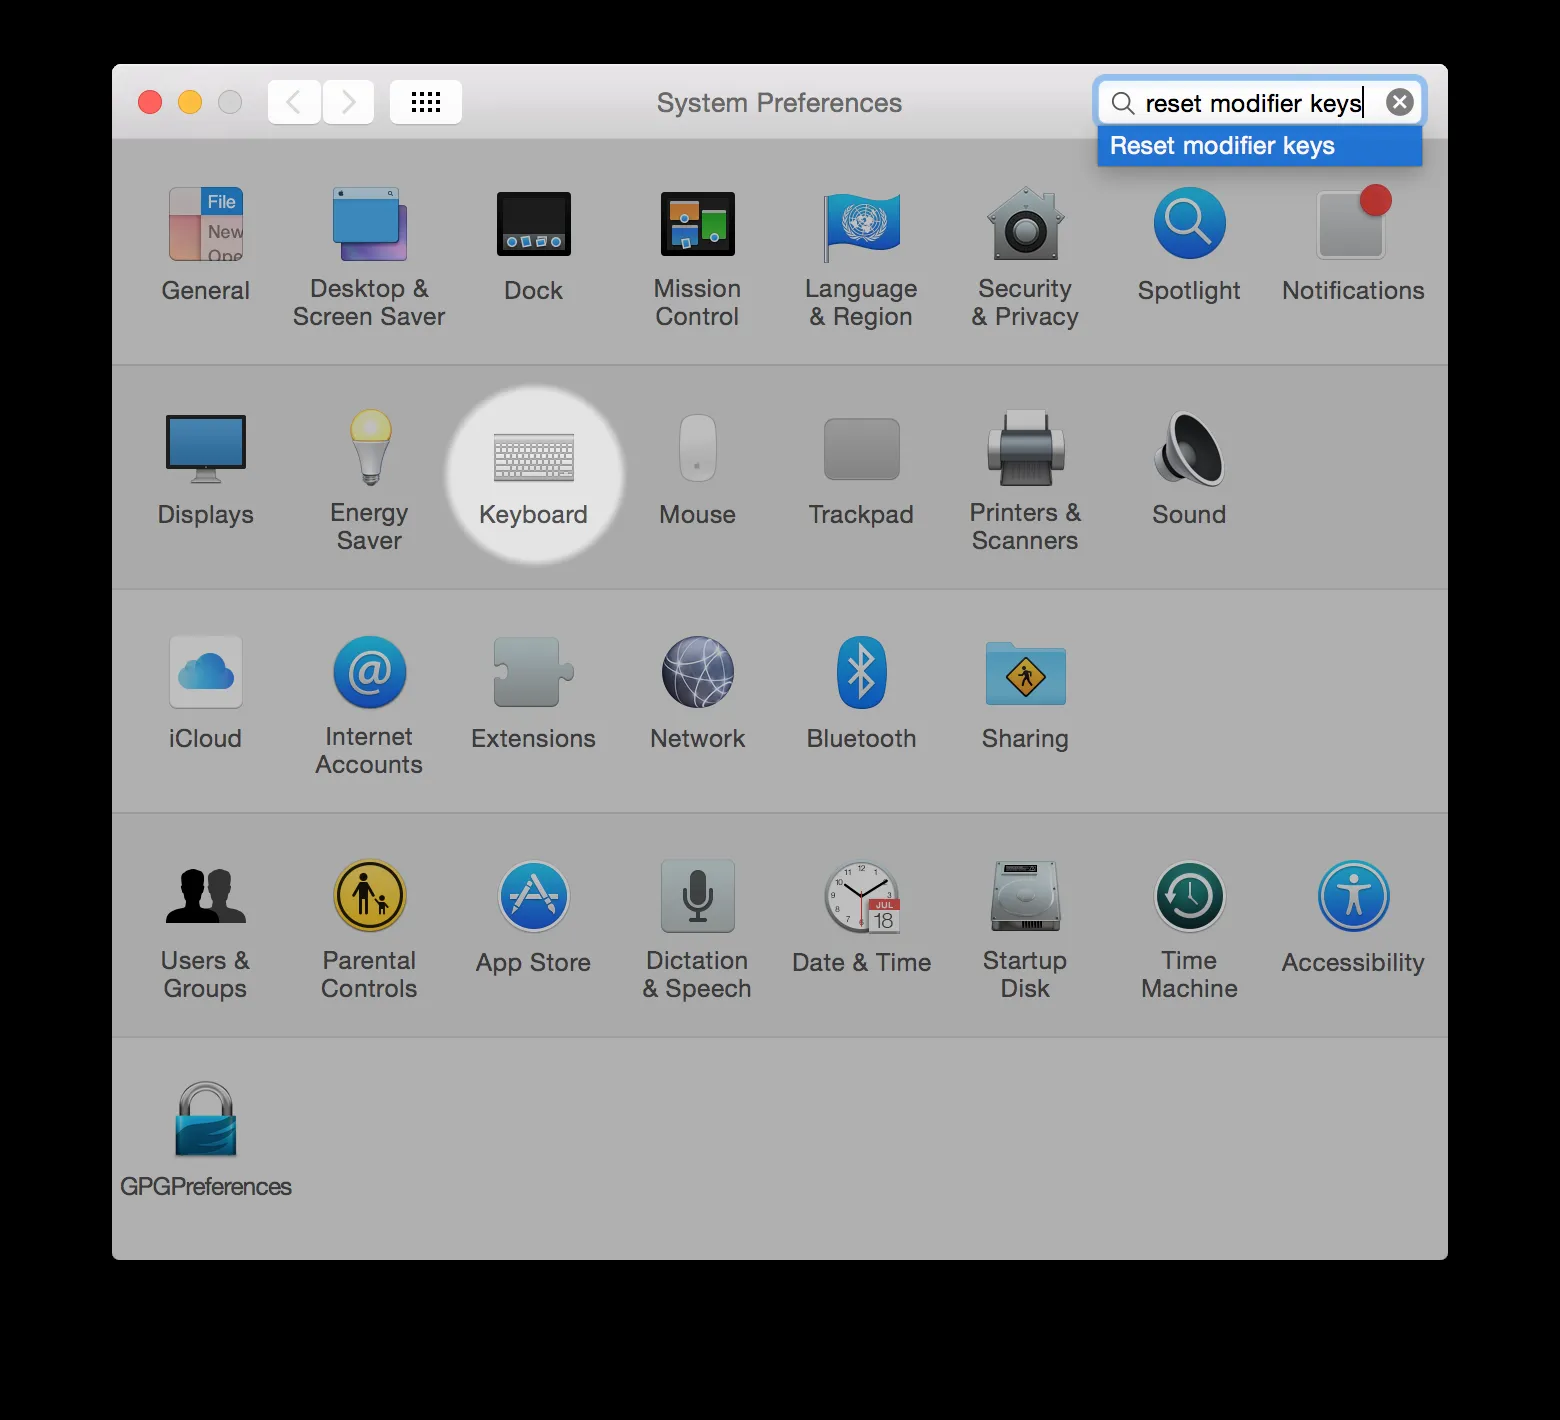 System Preferences
reset modifier keys
Reset modifier keys
File
New
Ope
General
Desktop &
Screen Saver
Dock
Mission
Control
Language
& Region
Security
& Privacy
Spotlight
Notifications
Displays
Energy
Saver
Keyboard
Mouse
Trackpad
Printers &
Scanners
Sound
iCloud
@
Internet
Accounts
Extensions
Network
Bluetooth
Sharing
Users &
Groups
Parental
Controls
App Store
Dictation
& Speech
JUL
18
Date & Time
Startup
Disk
Time
Machine
Accessibility
GPGPreferences